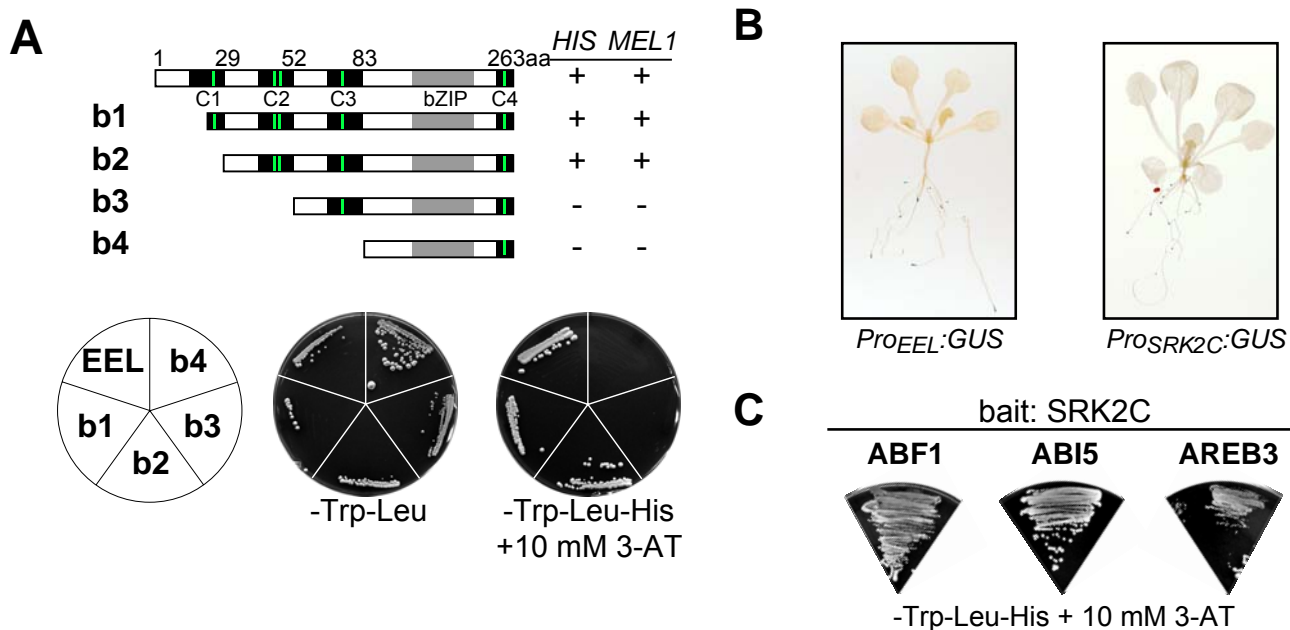 A
HIS MEL1
1 29 52 83 263aa
+ +
C1 C2 C3 bZIP C4
b1 + +
b2 + +
b3 - -
b4 - -
EEL b4
b1 b3
b2
-Trp-Leu
-Trp-Leu-His
+10 mM 3-AT
B
ProEEL:GUS
ProSRK2C:GUS
C
bait: SRK2C
ABF1 ABI5 AREB3
-Trp-Leu-His + 10 mM 3-AT